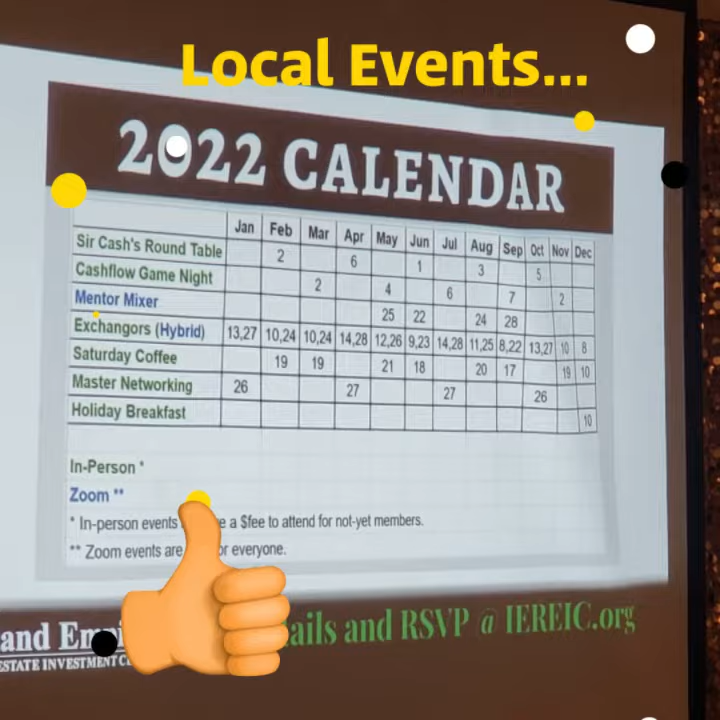 Local Events...
2022 CALENDAR
Jan Feb Mar Apr May Jun Jul Aug Sep Oct Nov Dec
Sir Cash's Round Table 2 6 1 3 5
Cashflow Game Night 2 4 6 7 2
Mentor Mixer 25 22 24 28
Exchangors (Hybrid) 13,27 10,24 10,24 14,28 12,26 9,23 14,28 11,25 8,22 13,27 10 8
Saturday Coffee 19 19 21 18 20 17 19 10
Master Networking 26 27 27 26
Holiday Breakfast 10
In-Person *
Zoom **
* In-person events a $fee to attend for not-yet members.
** Zoom events are for everyone.
and RSVP @ IEREIC.org
and
ESTATE INVESTMENT